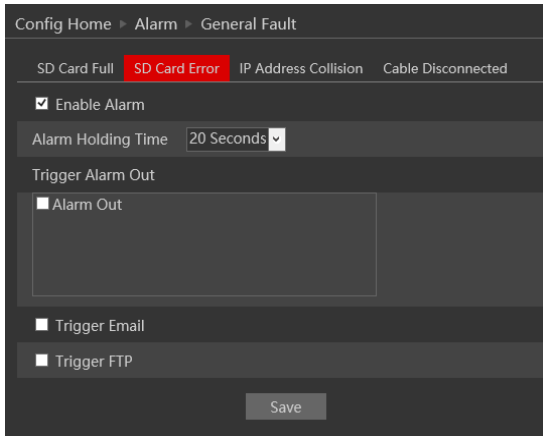 Config Home ▶ Alarm ▶ General Fault
SD Card Full SD Card Error IP Address Collision Cable Disconnected
Enable Alarm
Alarm Holding Time 20 Seconds
Trigger Alarm Out
Alarm Out
Trigger Email
Trigger FTP
Save